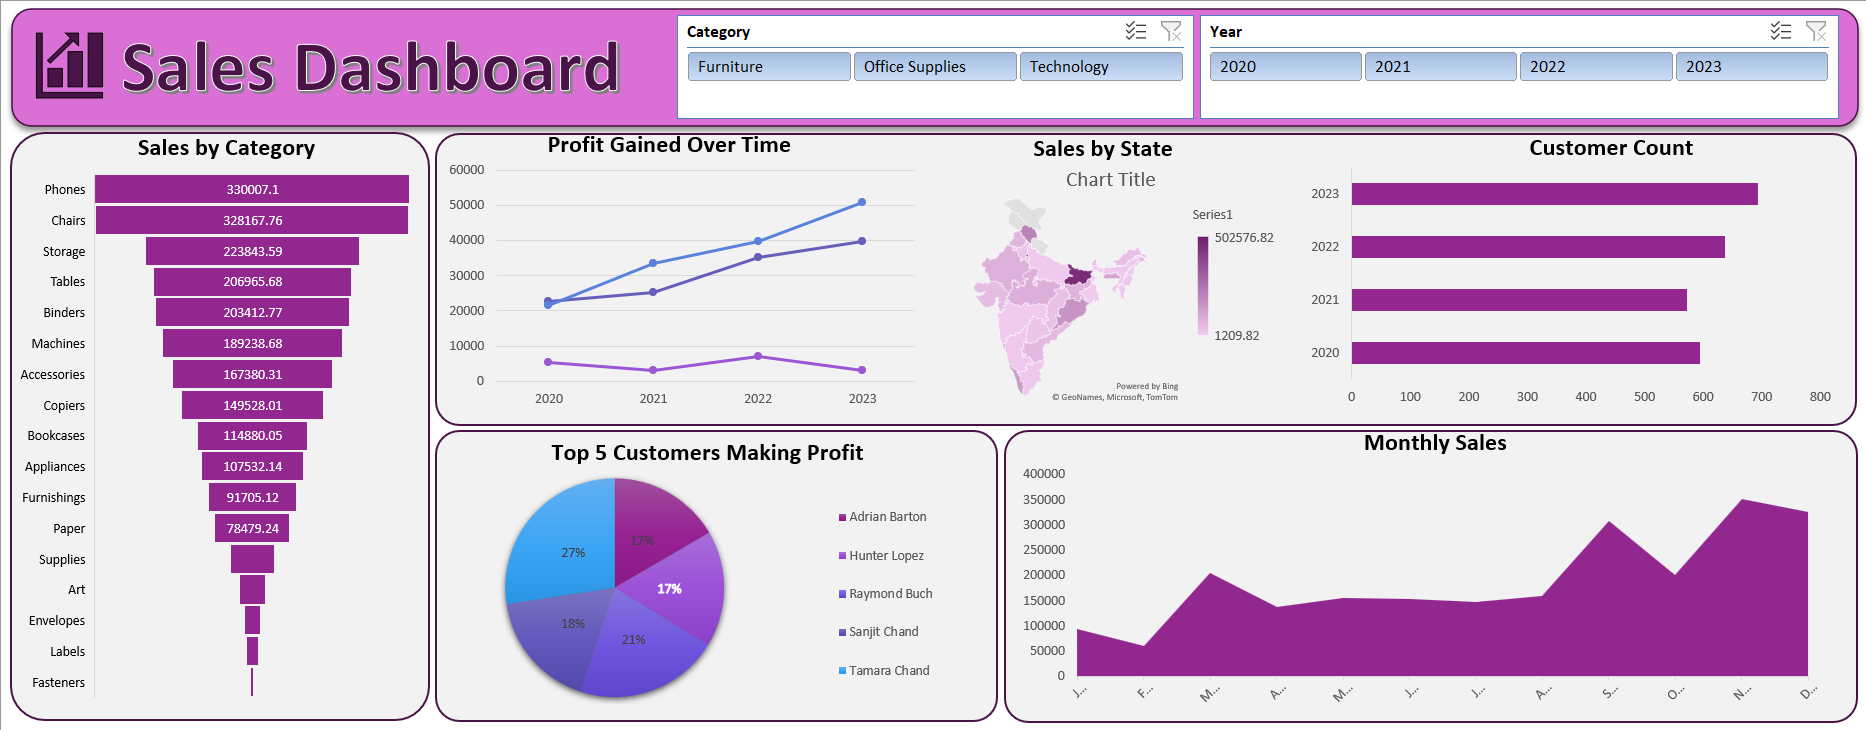 Sales Dashboard
Category
Furniture
Office Supplies
Technology
Year
2020
2021
2022
2023
Sales by Category
Phones 330007.1
Chairs 328167.76
Storage 223843.59
Tables 206965.68
Binders 203412.77
Machines 189238.68
Accessories 167380.31
Copiers 149528.01
Bookcases 114880.05
Appliances 107532.14
Furnishings 91705.12
Paper 78479.24
Supplies
Art
Envelopes
Labels
Fasteners
Profit Gained Over Time
60000
50000
40000
30000
20000
10000
0
2020 2021 2022 2023
Sales by State
Chart Title
Series1
502576.82
1209.82
Powered by Bing
© GeoNames, Microsoft, TomTom
Customer Count
2023
2022
2021
2020
0 100 200 300 400 500 600 700 800
Top 5 Customers Making Profit
27%
17%
17%
18%
21%
Adrian Barton
Hunter Lopez
Raymond Buch
Sanjit Chand
Tamara Chand
Monthly Sales
400000
350000
300000
250000
200000
150000
100000
50000
0
J... F... M... A... M... J... J... A... S... O... N... D...